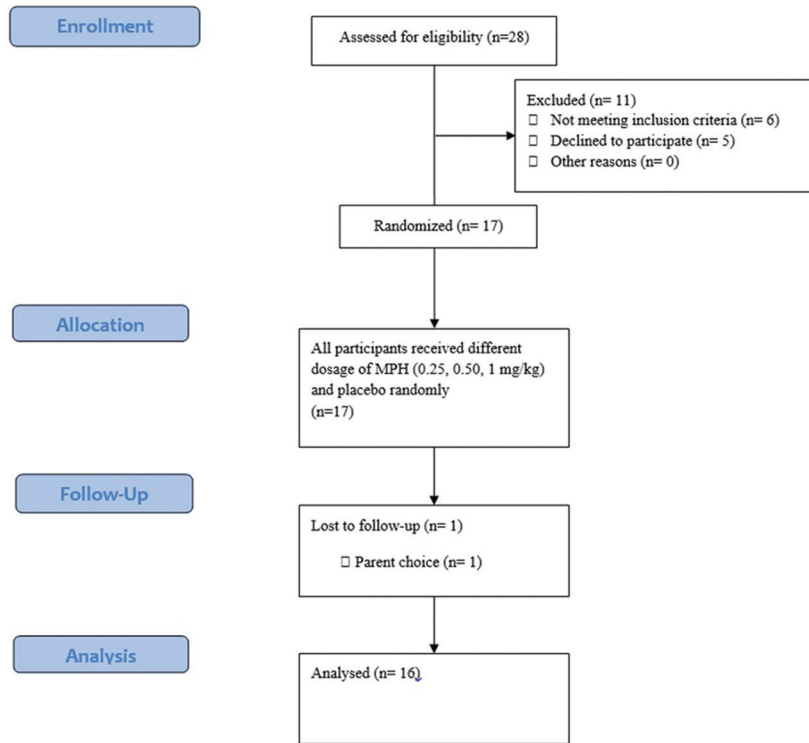 Enrollment
Assessed for eligibility (n=28)
Excluded (n= 11)
□ Not meeting inclusion criteria (n= 6)
□ Declined to participate (n= 5)
□ Other reasons (n= 0)
Randomized (n= 17)
Allocation
All participants received different
dosage of MPH (0.25, 0.50, 1 mg/kg)
and placebo randomly
(n=17)
Follow-Up
Lost to follow-up (n= 1)
□ Parent choice (n= 1)
Analysis
Analysed (n= 16)